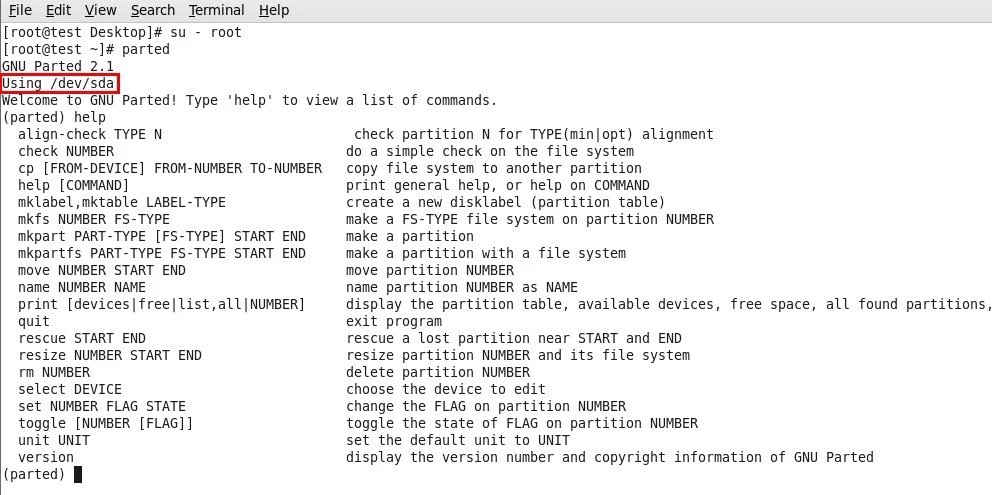 File Edit View Search Terminal Help
[root@test Desktop]# su - root
[root@test ~]# parted
GNU Parted 2.1
Using /dev/sda
Welcome to GNU Parted! Type 'help' to view a list of commands.
(parted) help
  align-check TYPE N                        check partition N for TYPE(min|opt) alignment
  check NUMBER                             do a simple check on the file system
  cp [FROM-DEVICE] FROM-NUMBER TO-NUMBER   copy file system to another partition
  help [COMMAND]                           print general help, or help on COMMAND
  mklabel,mktable LABEL-TYPE               create a new disklabel (partition table)
  mkfs NUMBER FS-TYPE                      make a FS-TYPE file system on partition NUMBER
  mkpart PART-TYPE [FS-TYPE] START END     make a partition
  mkpartfs PART-TYPE FS-TYPE START END     make a partition with a file system
  move NUMBER START END                    move partition NUMBER
  name NUMBER NAME                         name partition NUMBER as NAME
  print [devices|free|list,all|NUMBER]     display the partition table, available devices, free space, all found partitions,
  quit                                     exit program
  rescue START END                         rescue a lost partition near START and END
  resize NUMBER START END                  resize partition NUMBER and its file system
  rm NUMBER                                delete partition NUMBER
  select DEVICE                            choose the device to edit
  set NUMBER FLAG STATE                    change the FLAG on partition NUMBER
  toggle [NUMBER [FLAG]]                   toggle the state of FLAG on partition NUMBER
  unit UNIT                                set the default unit to UNIT
  version                                  display the version number and copyright information of GNU Parted
(parted)